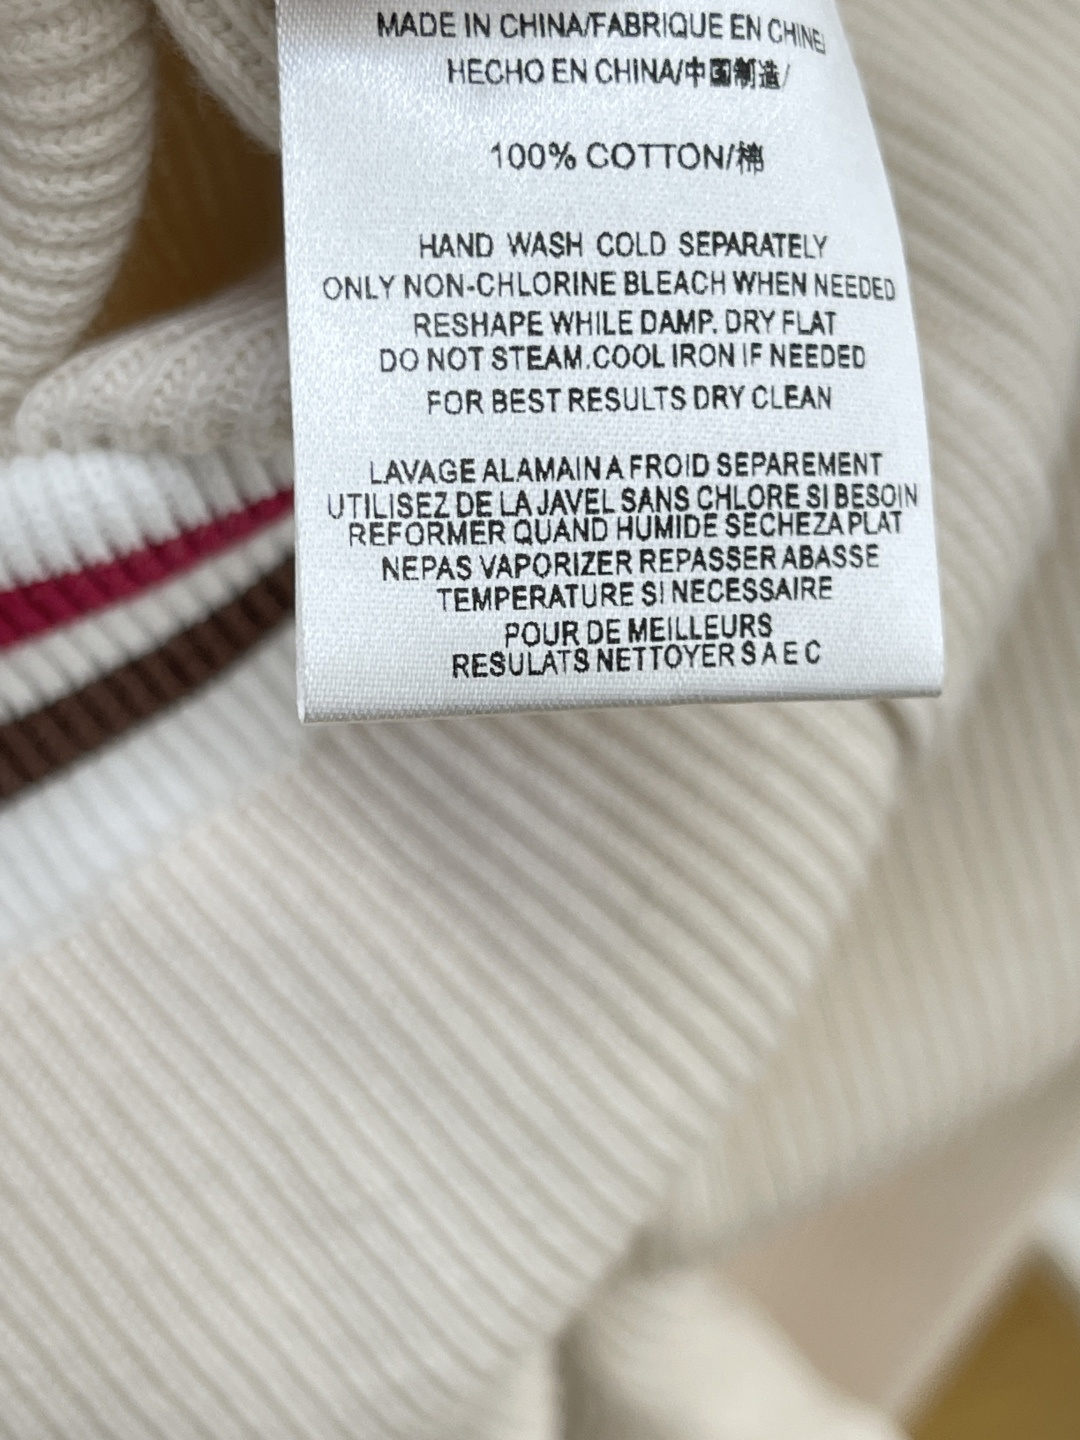 MADE IN CHINA/FABRIQUE EN CHINE/
HECHO EN CHINA/中国制造/
100% COTTON/棉
HAND WASH COLD SEPARATELY
ONLY NON-CHLORINE BLEACH WHEN NEEDED
RESHAPE WHILE DAMP. DRY FLAT
DO NOT STEAM.COOL IRON IF NEEDED
FOR BEST RESULTS DRY CLEAN
LAVAGE ALAMAIN A FROID SEPAREMENT
UTILISEZ DE LA JAVEL SANS CHLORE SI BESOIN
REFORMER QUAND HUMIDE SECHEZA PLAT
NEPAS VAPORIZER REPASSER ABASSE
TEMPERATURE SI NECESSAIRE
POUR DE MEILLEURS
RESULATS NETTOYER S A E C